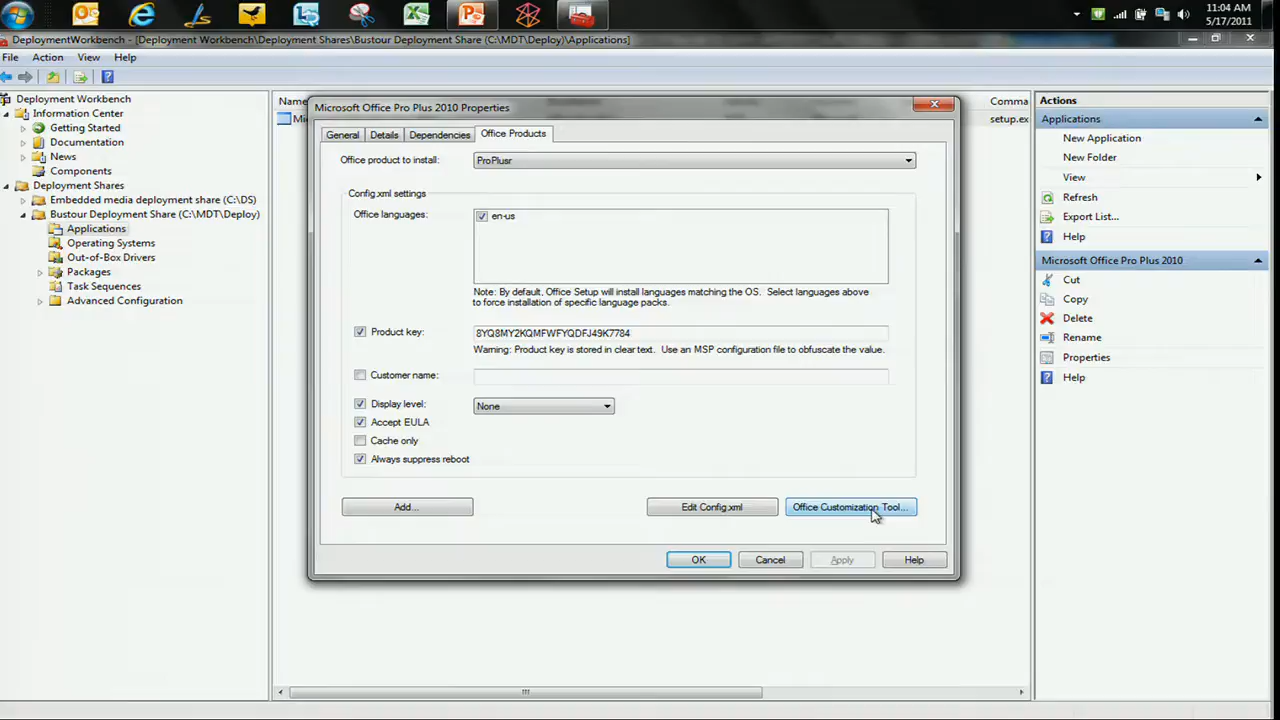 11:04 AM
5/17/2011
DeploymentWorkbench - [Deployment Workbench\Deployment Shares\Bustour Deployment Share (C:\MDT\Deploy)\Applications]
File Action View Help
Deployment Workbench
Information Center
Getting Started
Documentation
News
Components
Deployment Shares
Embedded media deployment share (C:\DS)
Bustour Deployment Share (C:\MDT\Deploy)
Applications
Operating Systems
Out-of-Box Drivers
Packages
Task Sequences
Advanced Configuration
Name
Comma
Mi
setup.ex
Microsoft Office Pro Plus 2010 Properties
General Details Dependencies Office Products
Office product to install: ProPlusr
Config.xml settings
Office languages: en-us
Note: By default, Office Setup will install languages matching the OS. Select languages above
to force installation of specific language packs.
Product key: 8YQ8MY2KQMFWFYQDFJ49K7784
Warning: Product key is stored in clear text. Use an MSP configuration file to obfuscate the value.
Customer name:
Display level: None
Accept EULA
Cache only
Always suppress reboot
Add... Edit Config.xml Office Customization Tool...
OK Cancel Apply Help
Actions
Applications
New Application
New Folder
View
Refresh
Export List...
Help
Microsoft Office Pro Plus 2010
Cut
Copy
Delete
Rename
Properties
Help